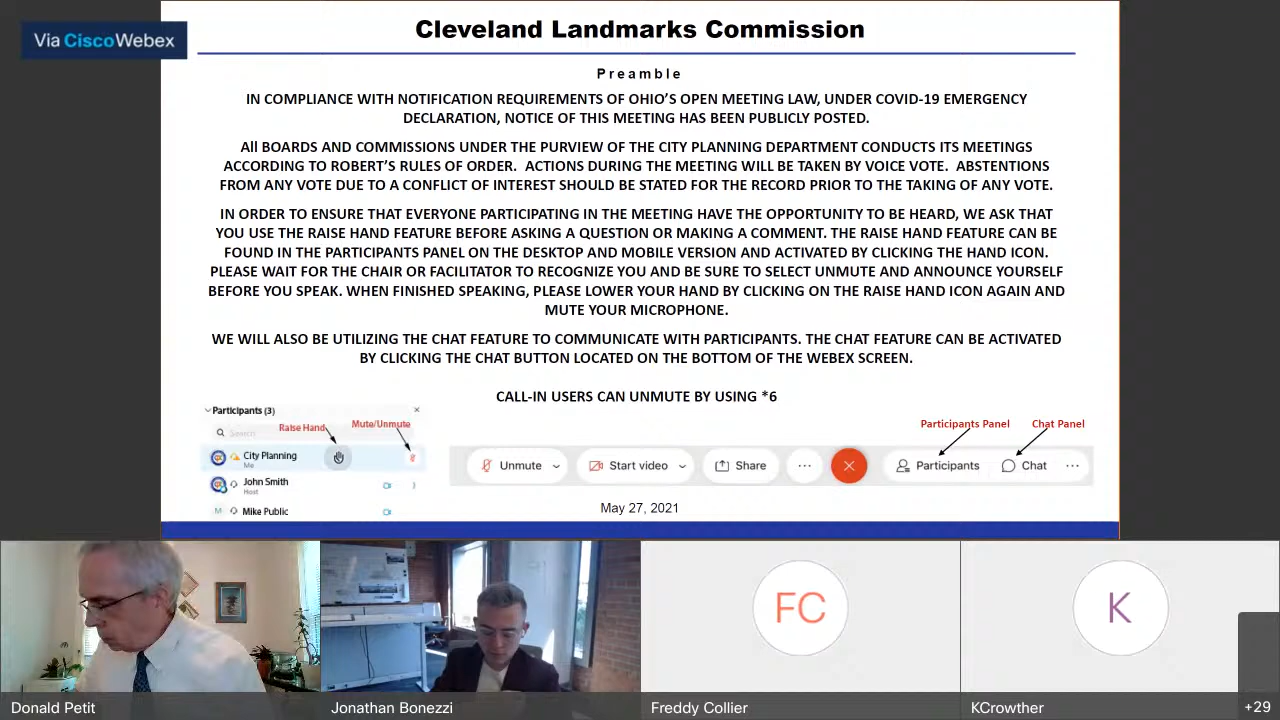 Via Cisco Webex
Cleveland Landmarks Commission
Preamble
IN COMPLIANCE WITH NOTIFICATION REQUIREMENTS OF OHIO'S OPEN MEETING LAW, UNDER COVID-19 EMERGENCY
DECLARATION, NOTICE OF THIS MEETING HAS BEEN PUBLICLY POSTED.
All BOARDS AND COMMISSIONS UNDER THE PURVIEW OF THE CITY PLANNING DEPARTMENT CONDUCTS ITS MEETINGS
ACCORDING TO ROBERT'S RULES OF ORDER. ACTIONS DURING THE MEETING WILL BE TAKEN BY VOICE VOTE. ABSTENTIONS
FROM ANY VOTE DUE TO A CONFLICT OF INTEREST SHOULD BE STATED FOR THE RECORD PRIOR TO THE TAKING OF ANY VOTE.
IN ORDER TO ENSURE THAT EVERYONE PARTICIPATING IN THE MEETING HAVE THE OPPORTUNITY TO BE HEARD, WE ASK THAT
YOU USE THE RAISE HAND FEATURE BEFORE ASKING A QUESTION OR MAKING A COMMENT. THE RAISE HAND FEATURE CAN BE
FOUND IN THE PARTICIPANTS PANEL ON THE DESKTOP AND MOBILE VERSION AND ACTIVATED BY CLICKING THE HAND ICON.
PLEASE WAIT FOR THE CHAIR OR FACILITATOR TO RECOGNIZE YOU AND BE SURE TO SELECT UNMUTE AND ANNOUNCE YOURSELF
BEFORE YOU SPEAK. WHEN FINISHED SPEAKING, PLEASE LOWER YOUR HAND BY CLICKING ON THE RAISE HAND ICON AGAIN AND
MUTE YOUR MICROPHONE.
WE WILL ALSO BE UTILIZING THE CHAT FEATURE TO COMMUNICATE WITH PARTICIPANTS. THE CHAT FEATURE CAN BE ACTIVATED
BY CLICKING THE CHAT BUTTON LOCATED ON THE BOTTOM OF THE WEBEX SCREEN.
CALL-IN USERS CAN UNMUTE BY USING *6
Participants (3)
Raise Hand
Mute/Unmute
Search
City Planning
Me
John Smith
Host
M
Mike Public
Participants Panel
Chat Panel
Unmute
Start video
Share
Participants
Chat
May 27, 2021
FC
K
Donald Petit
Jonathan Bonezzi
Freddy Collier
KCrowther
+29